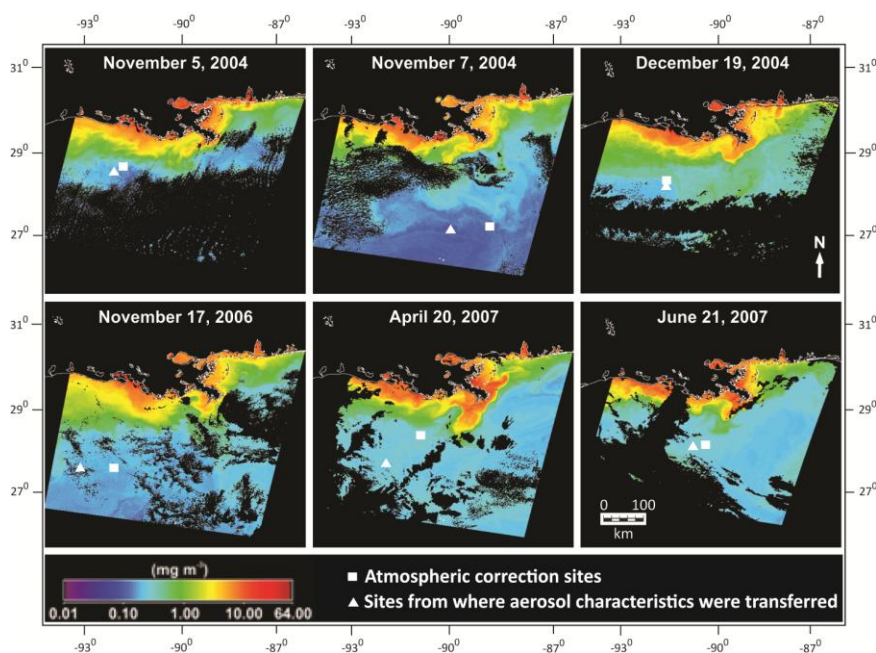 -93⁰ -90⁰ -87⁰ -93⁰ -90⁰ -87⁰ -93⁰ -90⁰ -87⁰
November 5, 2004 November 7, 2004 December 19, 2004
31⁰ 31⁰
29⁰ 29⁰
27⁰ 27⁰
N
November 17, 2006 April 20, 2007 June 21, 2007
31⁰ 31⁰
29⁰ 29⁰
27⁰ 27⁰
0 100
km
(mg m⁻³)
0.01 0.10 1.00 10.00 64.00
Atmospheric correction sites
Sites from where aerosol characteristics were transferred
-93⁰ -90⁰ -87⁰ -93⁰ -90⁰ -87⁰ -93⁰ -90⁰ -87⁰